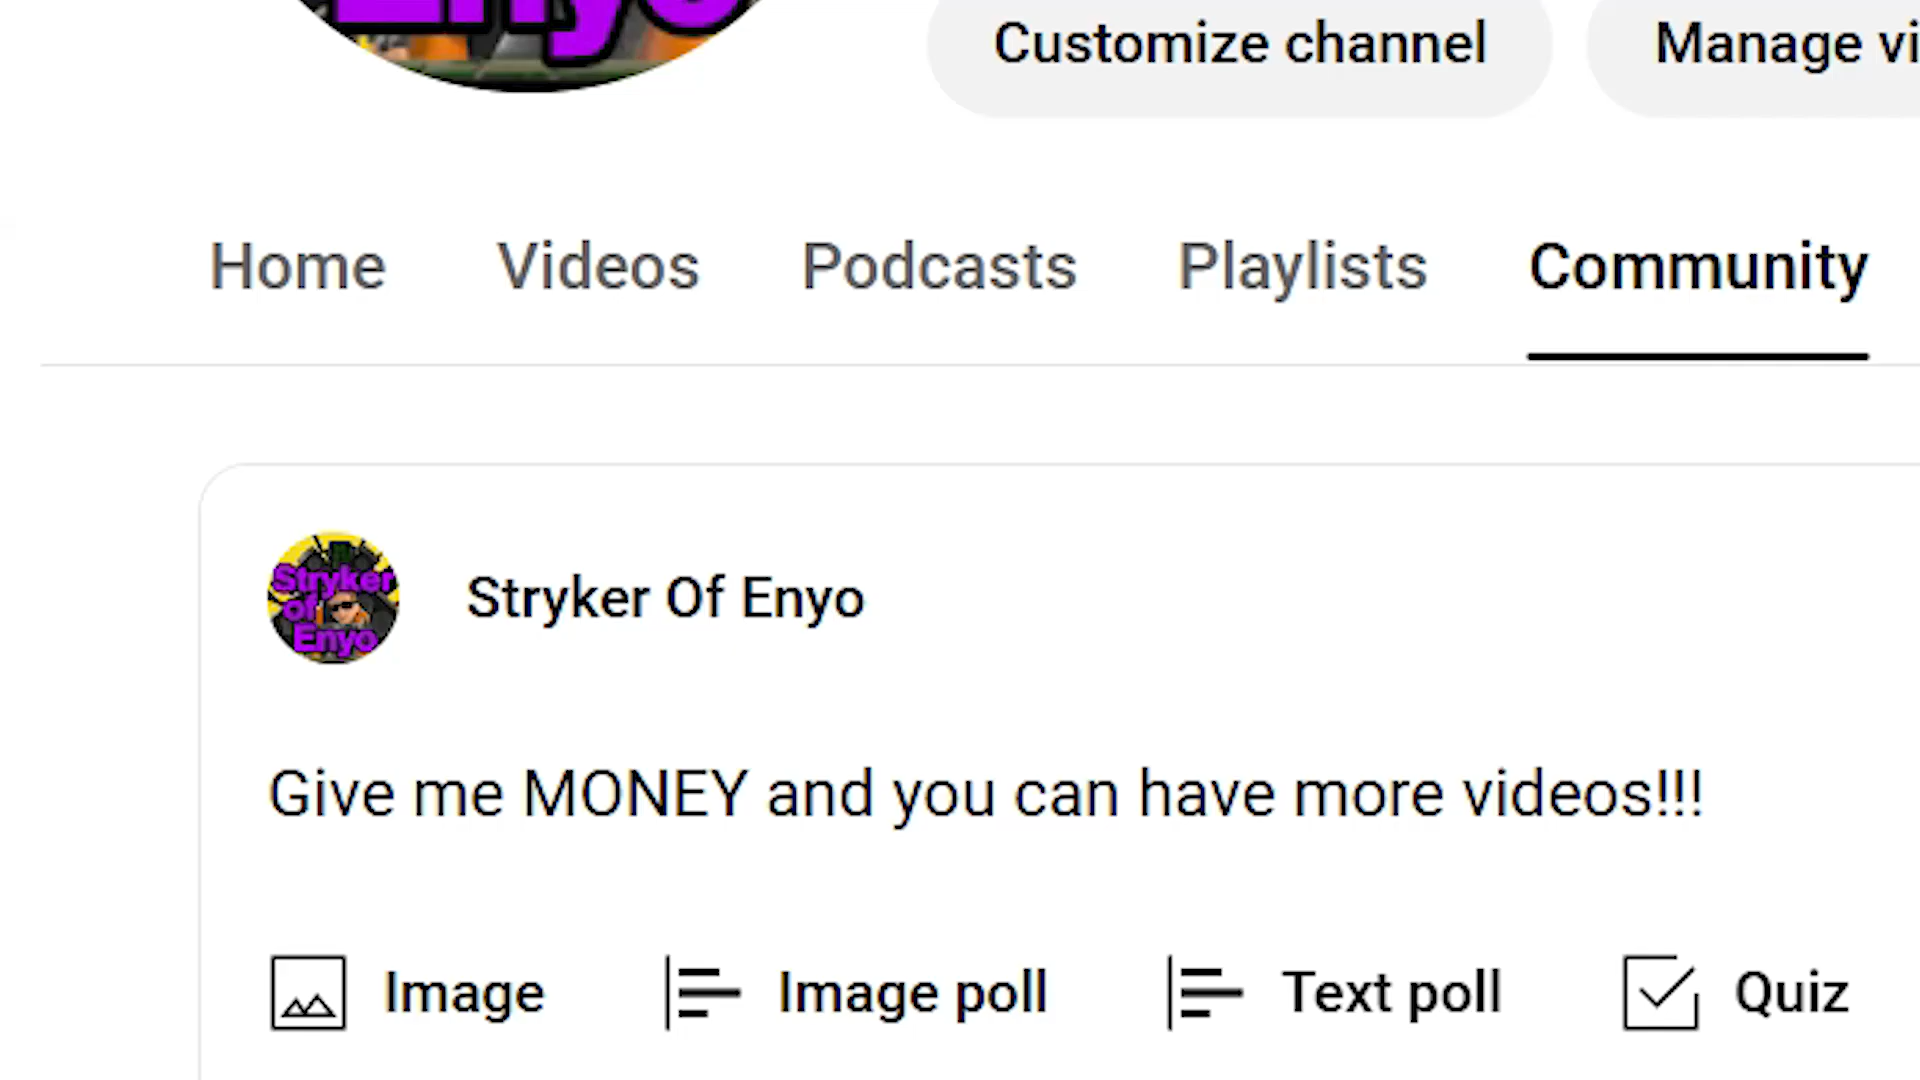 Enyo
Customize channel
Manage vi
Home
Videos
Podcasts
Playlists
Community
Stryker
of
Enyo
Stryker Of Enyo
Give me MONEY and you can have more videos!!!
Image
Image poll
Text poll
Quiz